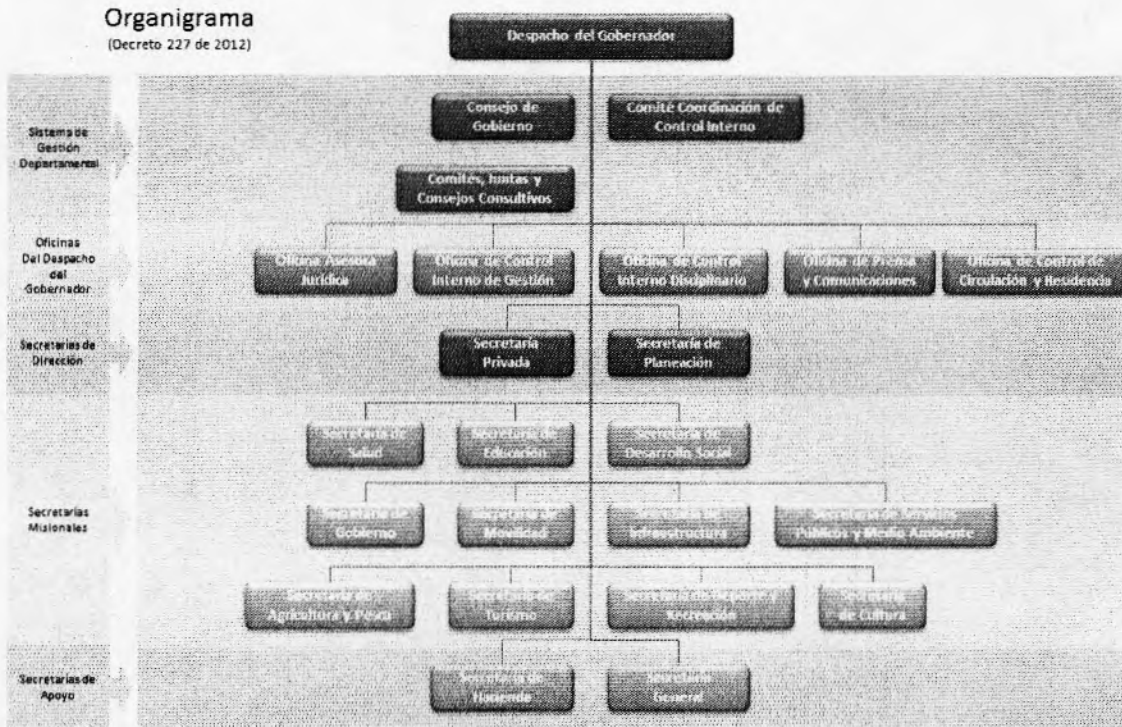 Organigrama
(Decreto 227 de 2012)
Despacho del Gobernador
Sistema de
Gestión
Departamental
Consejo de
Gobierno
Comité Coordinación de
Control Interno
Comités, Juntas y
Consejos Consultivos
Oficinas
Del Despacho
del
Gobernador
Oficina Asesora
Jurídica
Oficina de Control
Interno de Gestión
Oficina de Control
Interno Disciplinario
Oficina de Prensa
y Comunicaciones
Oficina de Control de
Circulación y Residencia
Secretarías de
Dirección
Secretaría
Privada
Secretaría de
Planeación
Secretarías
Misionales
Secretaría de
Salud
Secretaría de
Educación
Secretaría de
Desarrollo Social
Secretaría de
Gobierno
Secretaría de
Movilidad
Secretaría de
Infraestructura
Secretaría de Servicios
Públicos y Medio Ambiente
Secretaría de
Agricultura y Pesca
Secretaría de
Turismo
Secretaría de Deporte y
Recreación
Secretaría
de Cultura
Secretarías de
Apoyo
Secretaría de
Hacienda
Secretaría
General